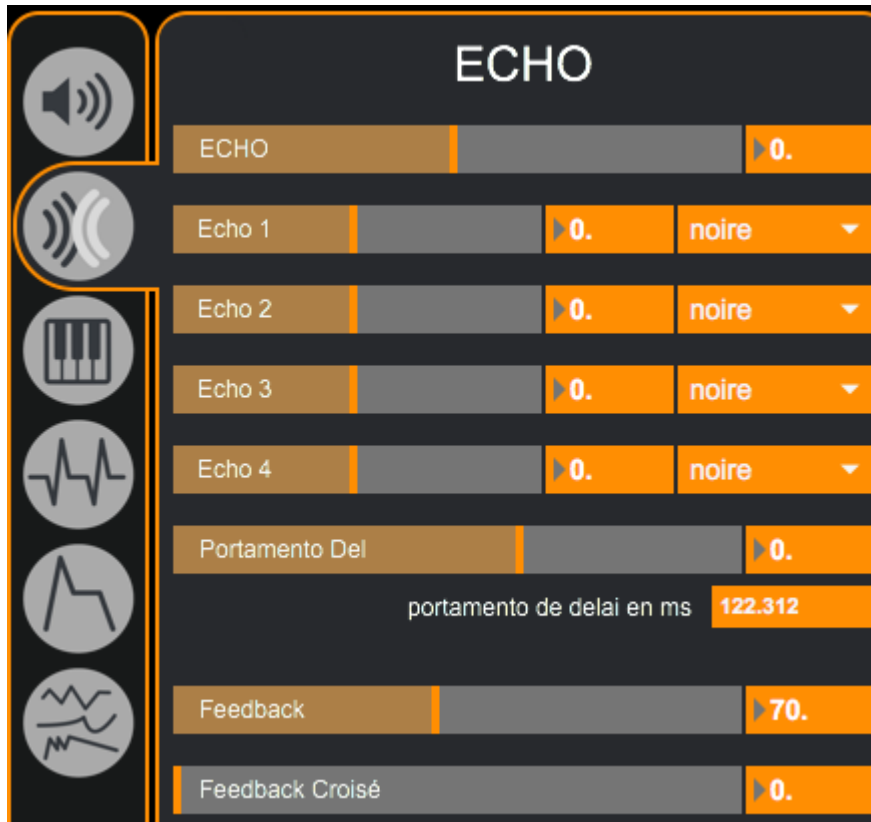 ECHO
ECHO 0.
Echo 1 0. noire
Echo 2 0. noire
Echo 3 0. noire
Echo 4 0. noire
Portamento Del 0.
portamento de delai en ms 122.312
Feedback 70.
Feedback Croisé 0.